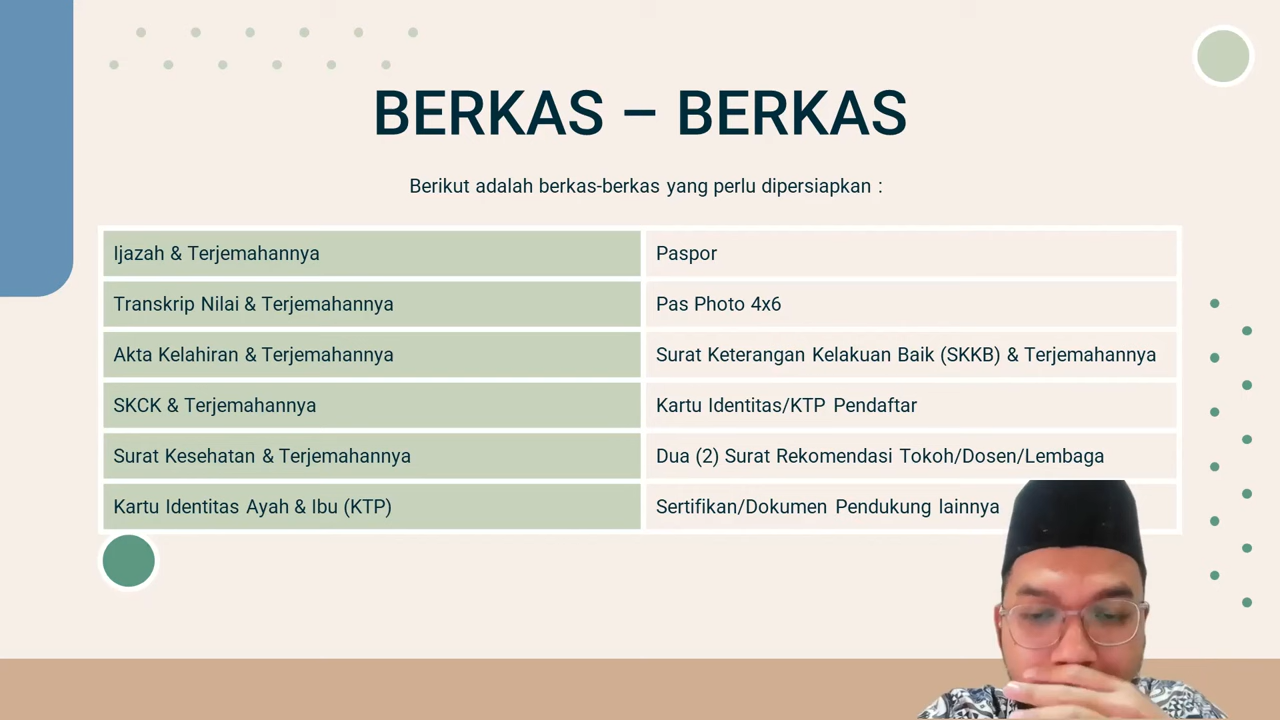 BERKAS – BERKAS
Berikut adalah berkas-berkas yang perlu dipersiapkan :
Ijazah & Terjemahannya
Paspor
Transkrip Nilai & Terjemahannya
Pas Photo 4x6
Akta Kelahiran & Terjemahannya
Surat Keterangan Kelakuan Baik (SKKB) & Terjemahannya
SKCK & Terjemahannya
Kartu Identitas/KTP Pendaftar
Surat Kesehatan & Terjemahannya
Dua (2) Surat Rekomendasi Tokoh/Dosen/Lembaga
Kartu Identitas Ayah & Ibu (KTP)
Sertifikan/Dokumen Pendukung lainnya